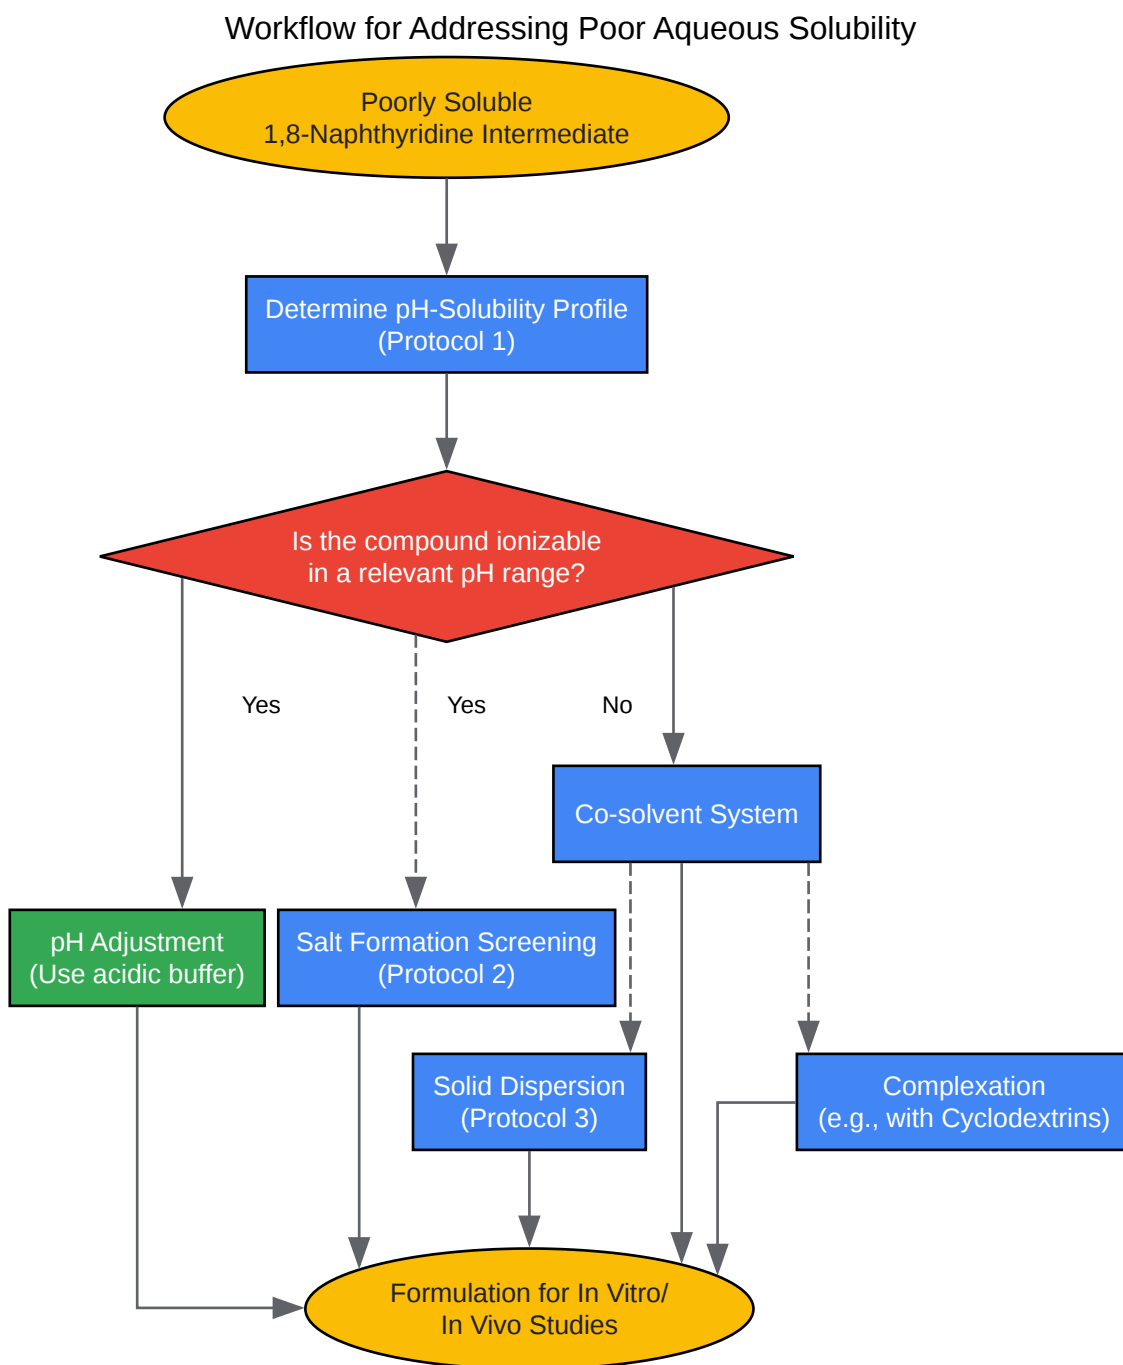 Workflow for Addressing Poor Aqueous Solubility
Poorly Soluble
1,8-Naphthyridine Intermediate
Determine pH-Solubility Profile
(Protocol 1)
Is the compound ionizable
in a relevant pH range?
Yes
Yes
No
Co-solvent System
pH Adjustment
(Use acidic buffer)
Salt Formation Screening
(Protocol 2)
Solid Dispersion
(Protocol 3)
Complexation
(e.g., with Cyclodextrins)
Formulation for In Vitro/
In Vivo Studies